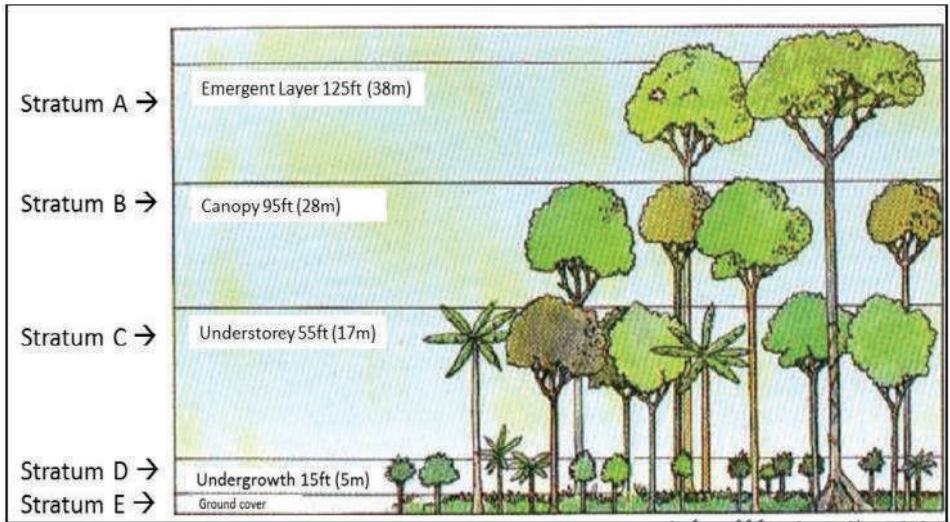 Stratum A →
Emergent Layer 125ft (38m)
Stratum B →
Canopy 95ft (28m)
Stratum C →
Understorey 55ft (17m)
Stratum D →
Undergrowth 15ft (5m)
Stratum E →
Ground cover